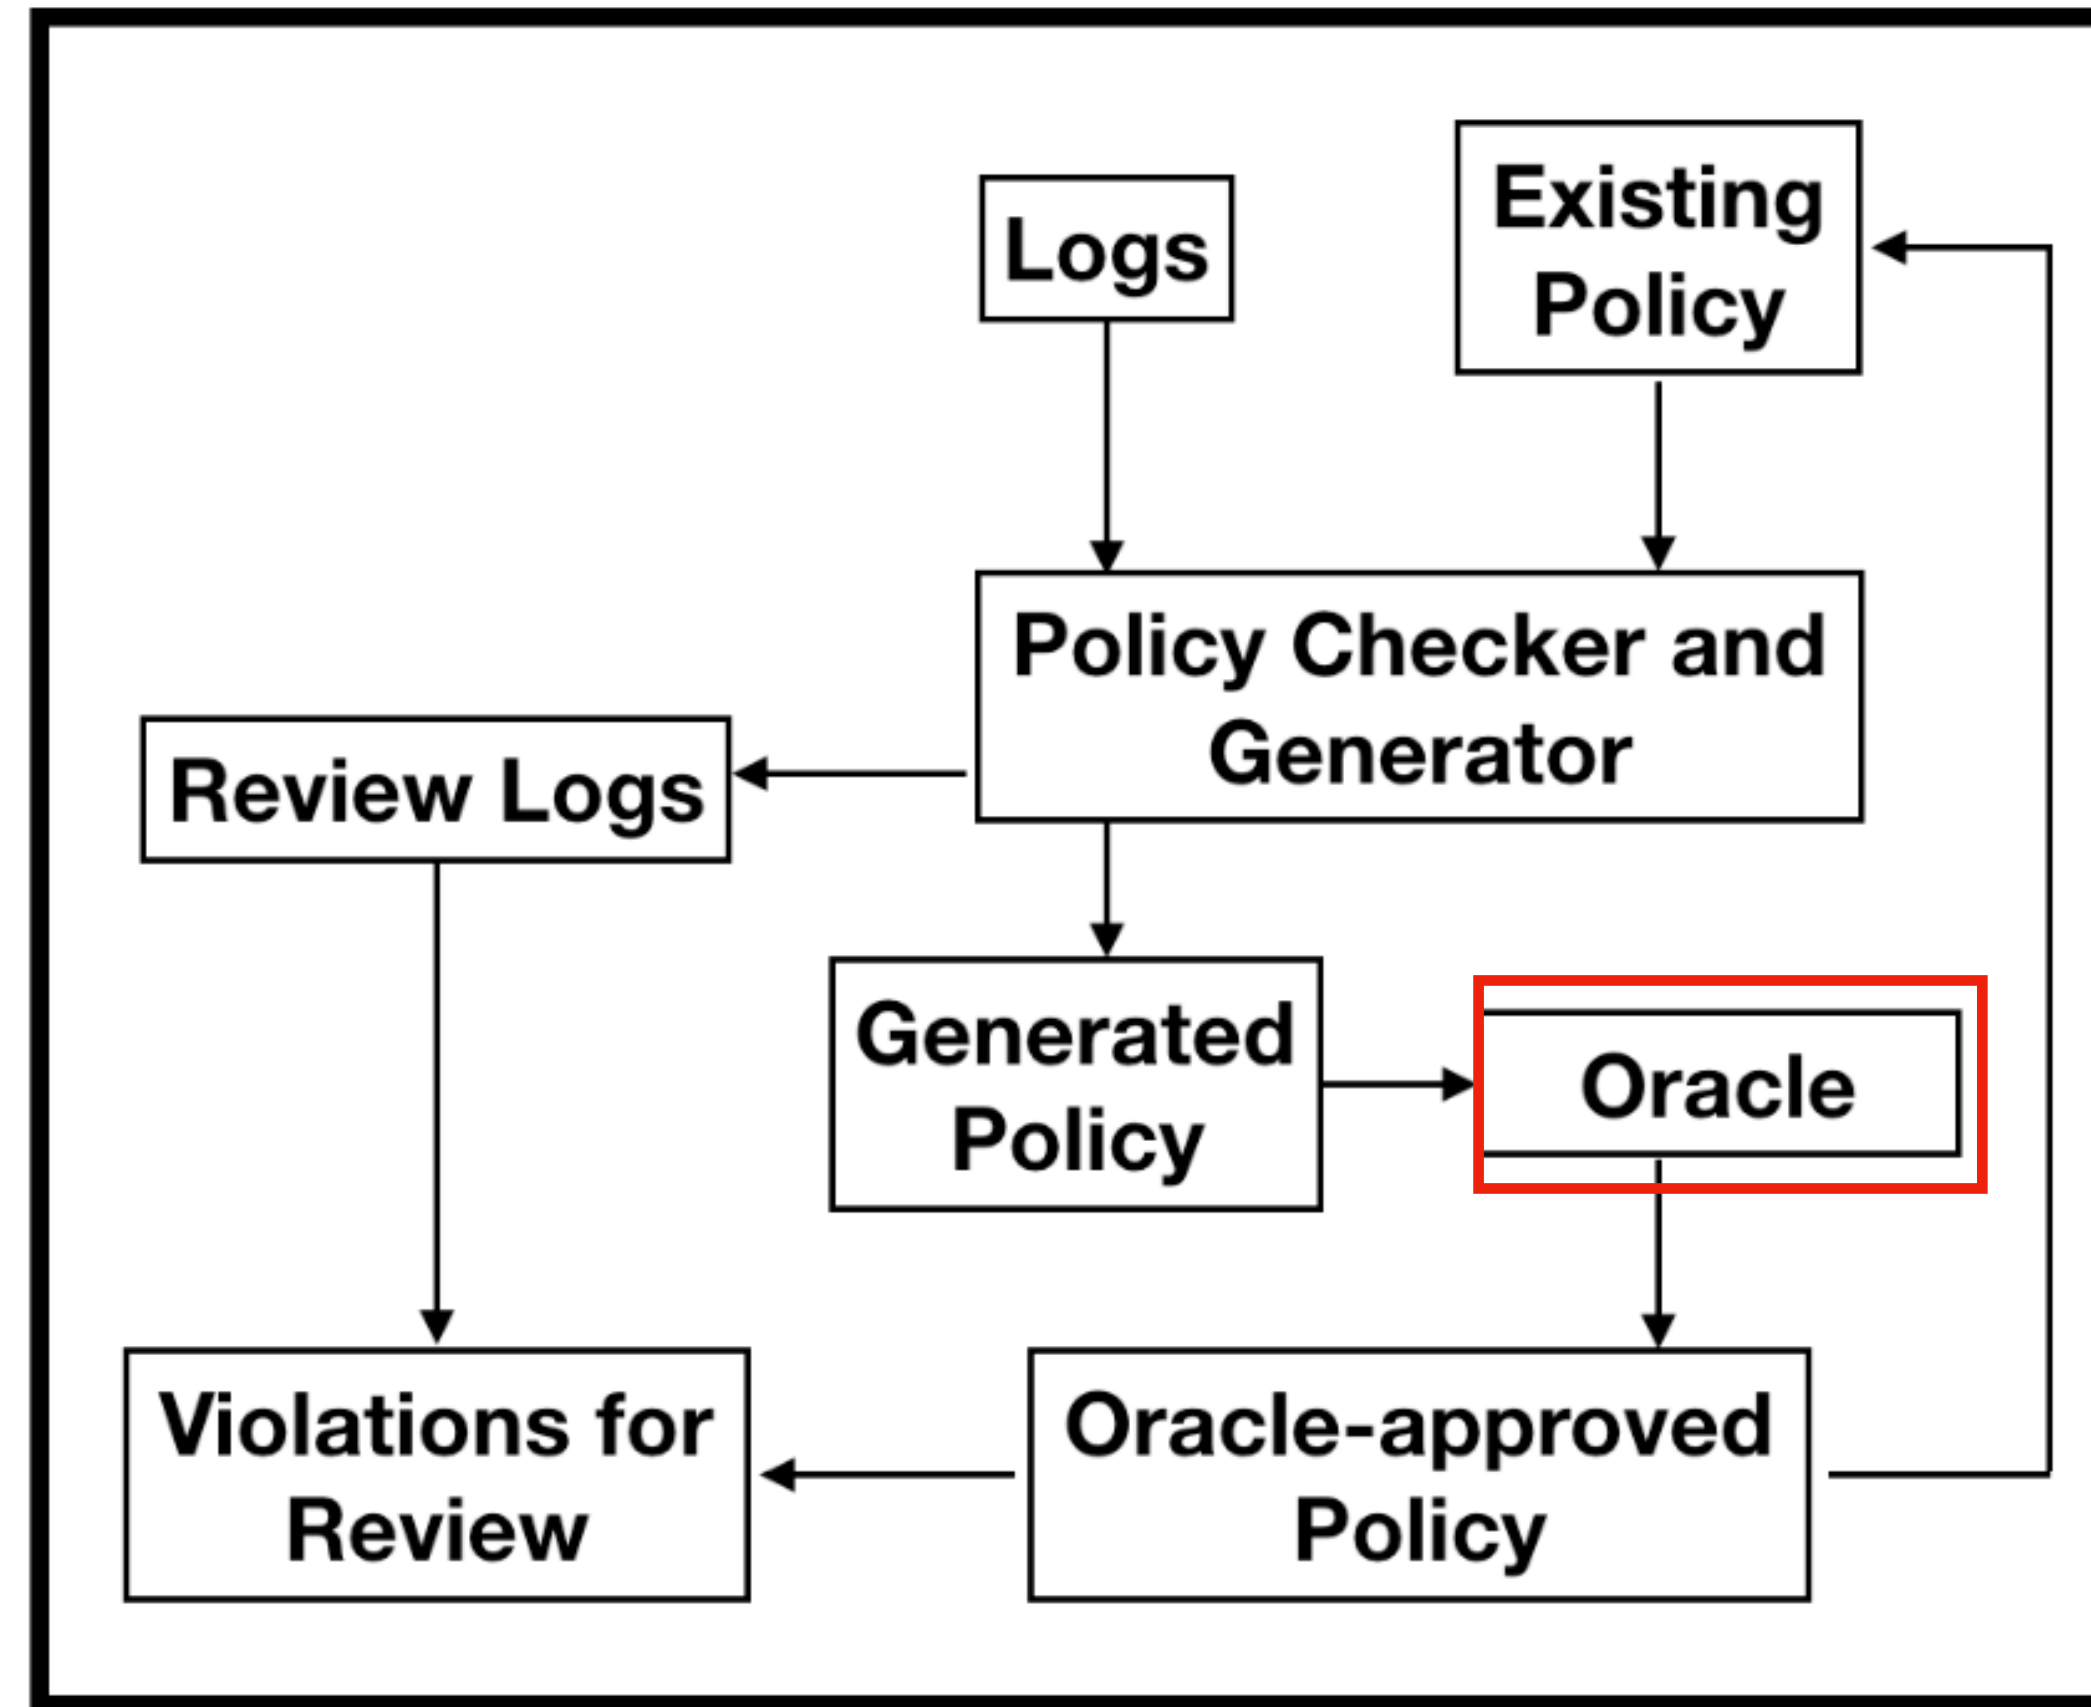 Logs
Existing
Policy
Policy Checker and
Generator
Review Logs
Generated
Policy
Oracle
Violations for
Review
Oracle-approved
Policy